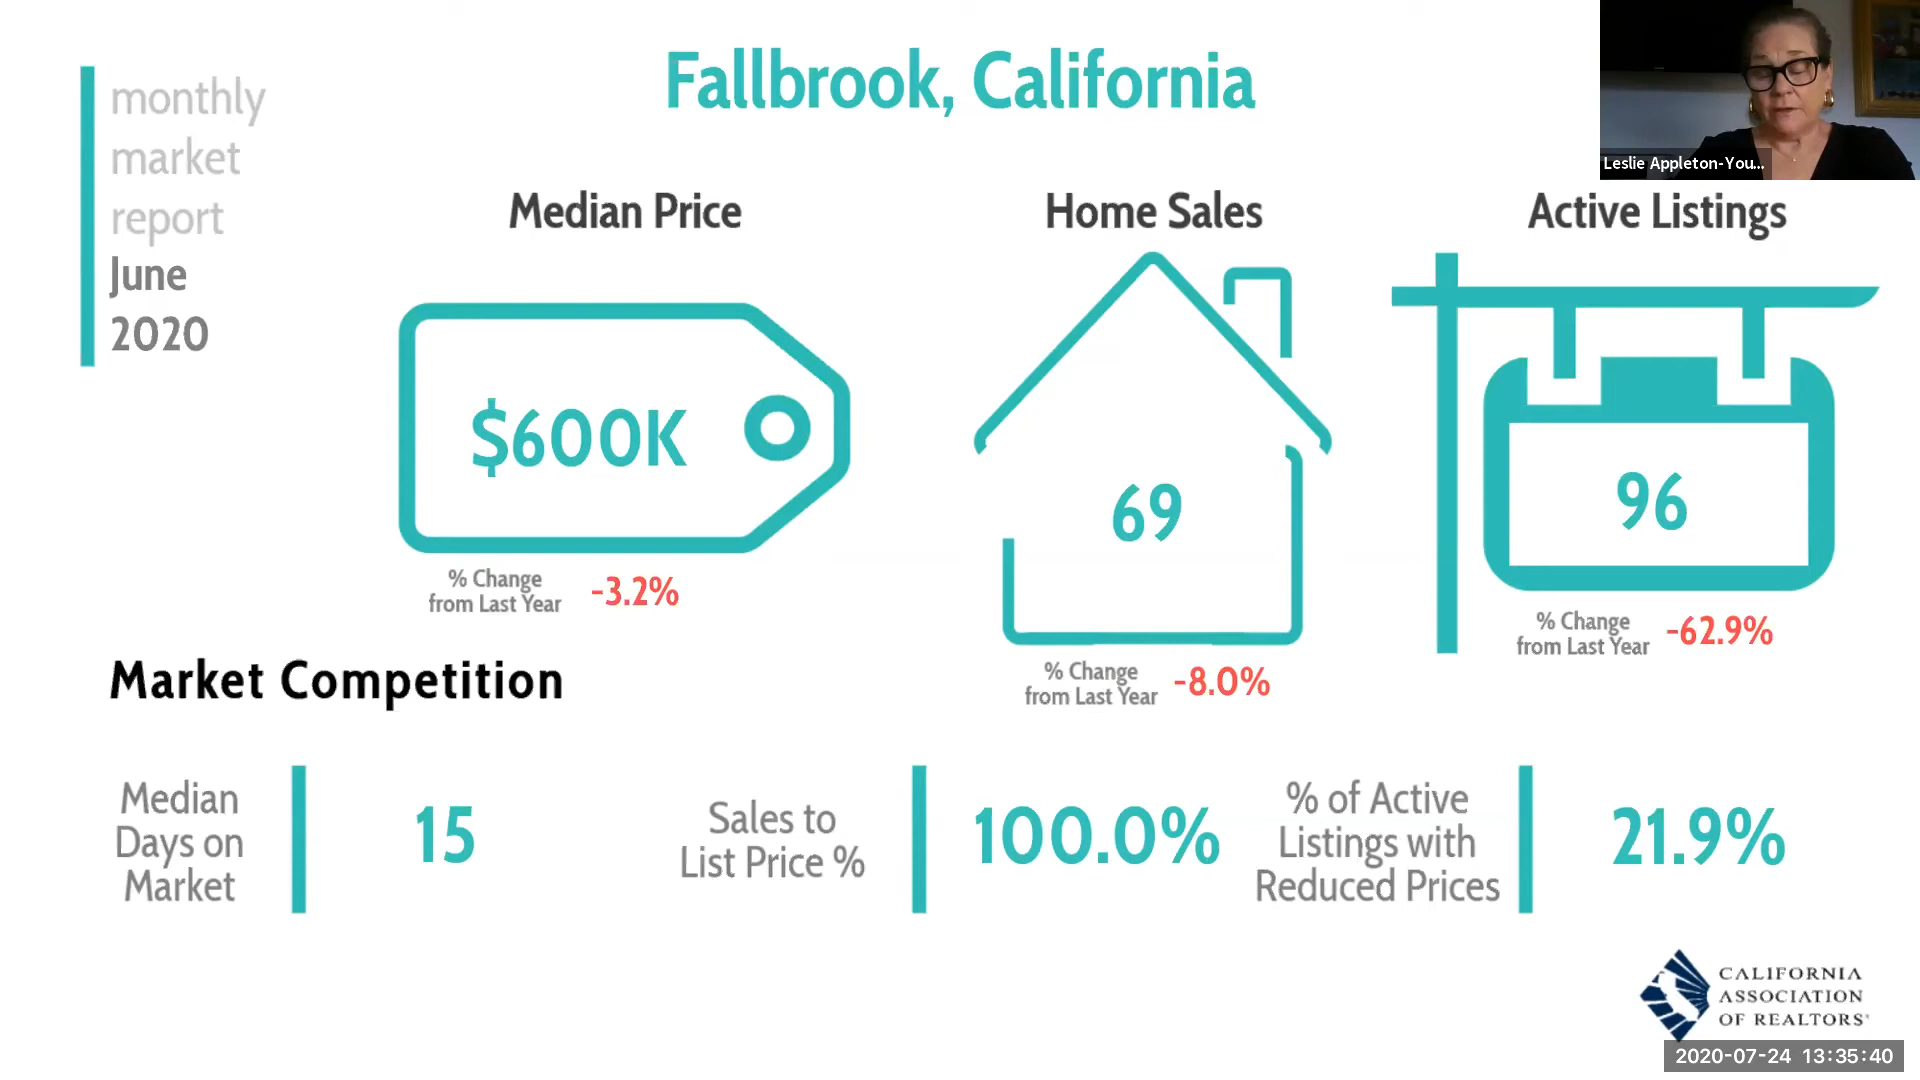 Fallbrook, California
monthly
market
report
June
2020
Leslie Appleton-You...
Median Price
$600K
% Change
from Last Year
-3.2%
Home Sales
69
% Change
from Last Year
-8.0%
Active Listings
96
% Change
from Last Year
-62.9%
Market Competition
Median
Days on
Market
15
Sales to
List Price %
100.0%
% of Active
Listings with
Reduced Prices
21.9%
CALIFORNIA
ASSOCIATION
OF REALTORS®
2020-07-24 13:35:40